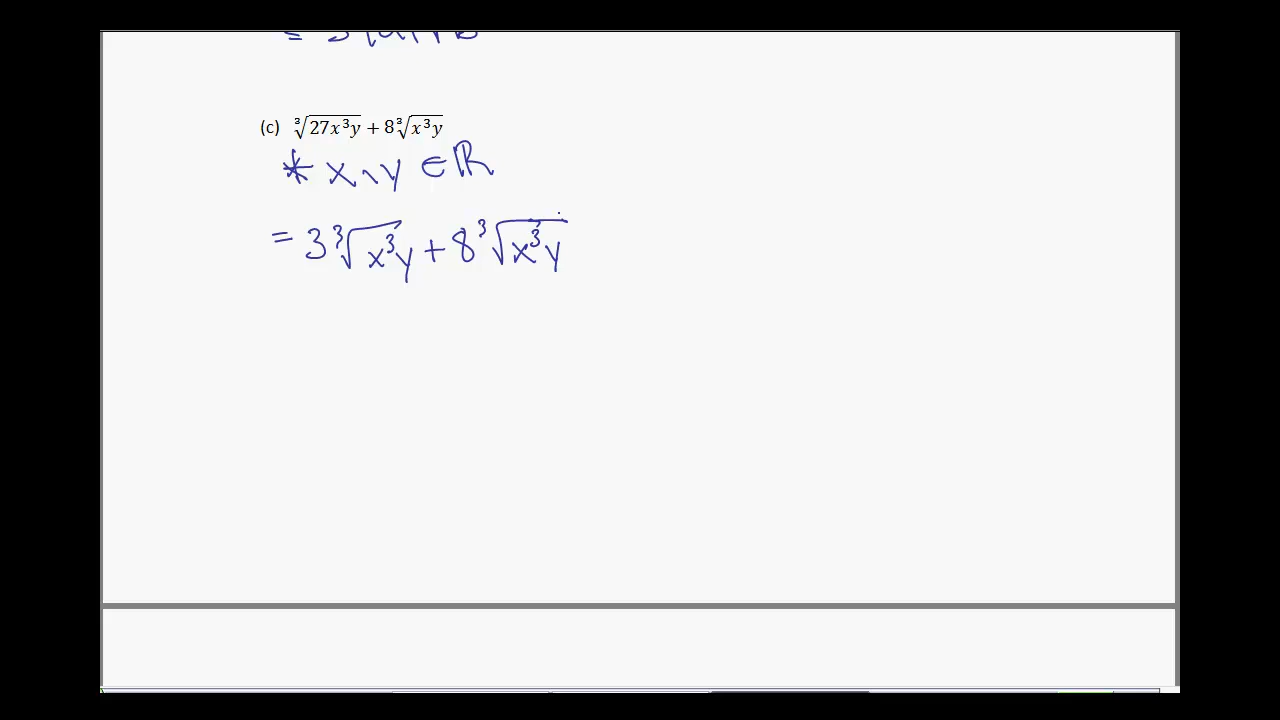 (c) ∛(27x³y) + 8∛(x³y)
* x, y ∈ ℝ
= 3∛(x³y) + 8∛(x³y)